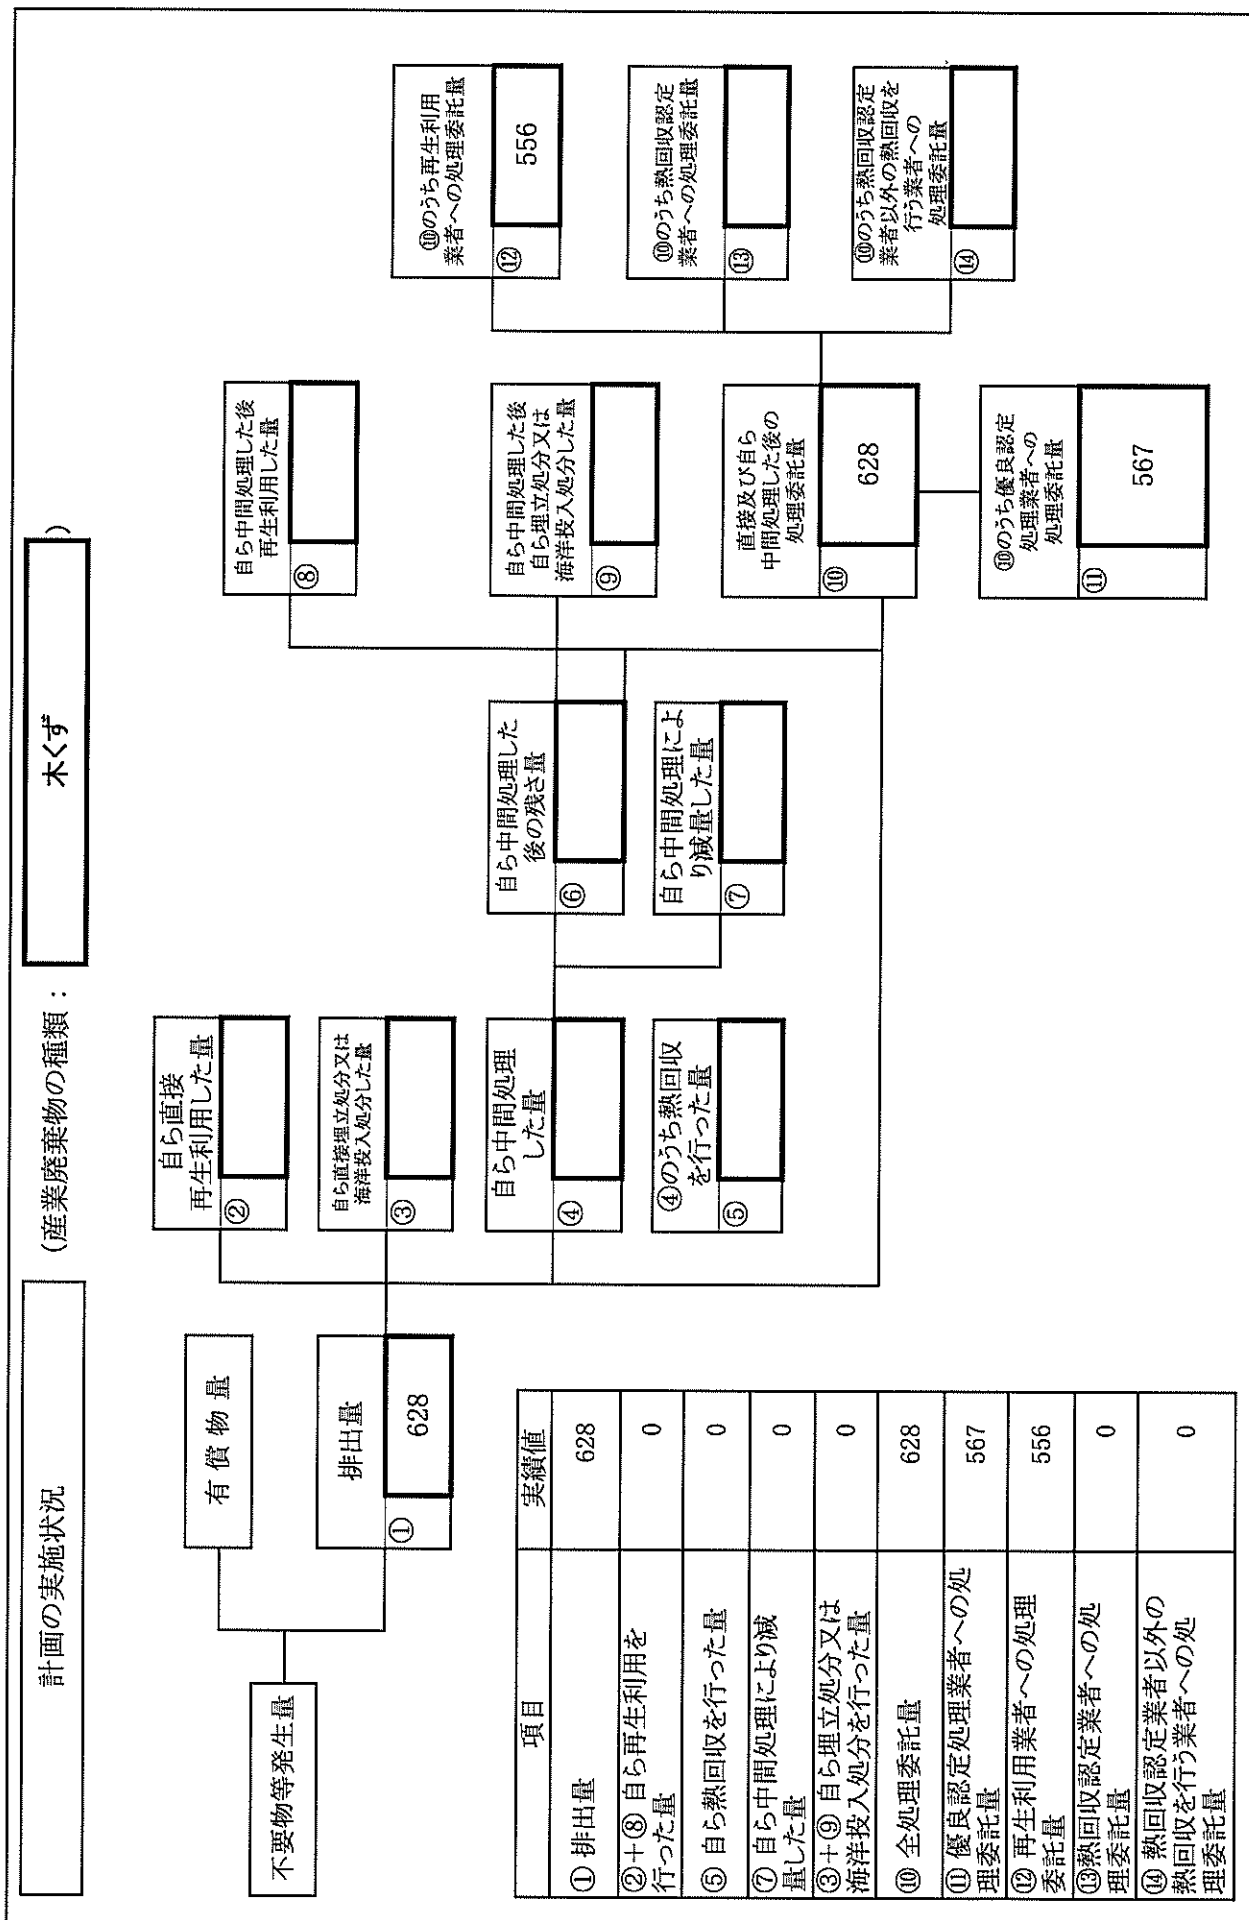 計画の実施状況
（産業廃棄物の種類：
木くず
）
不要物等発生量
有 償 物 量
排出量
①
628
自ら直接
再生利用した量
②
自ら直接埋立処分又は
海洋投入処分した量
③
自ら中間処理
した量
④
④のうち熱回収
を行った量
⑤
自ら中間処理した
後の残さ量
⑥
自ら中間処理によ
り減量した量
⑦
自ら中間処理した後
再生利用した量
⑧
自ら中間処理した後
自ら埋立処分又は
海洋投入処分した量
⑨
直接及び自ら
中間処理した後の
処理委託量
⑩
628
⑩のうち優良認定
処理業者への
処理委託量
⑪
567
⑩のうち再生利用
業者への処理委託量
⑫
556
⑩のうち熱回収認定
業者への処理委託量
⑬
⑩のうち熱回収認定
業者以外の熱回収を
行う業者への
処理委託量
⑭
項目 実績値
① 排出量 628
②＋⑧ 自ら再生利用を
行った量 0
⑤ 自ら熱回収を行った量 0
⑦ 自ら中間処理により減
量した量 0
③＋⑨ 自ら埋立処分又は
海洋投入処分を行った量 0
⑩ 全処理委託量 628
⑪ 優良認定処理業者への処
理委託量 567
⑫ 再生利用業者への処理
委託量 556
⑬熱回収認定業者への処
理委託量 0
⑭ 熱回収認定業者以外の
熱回収を行う業者への処
理委託量 0